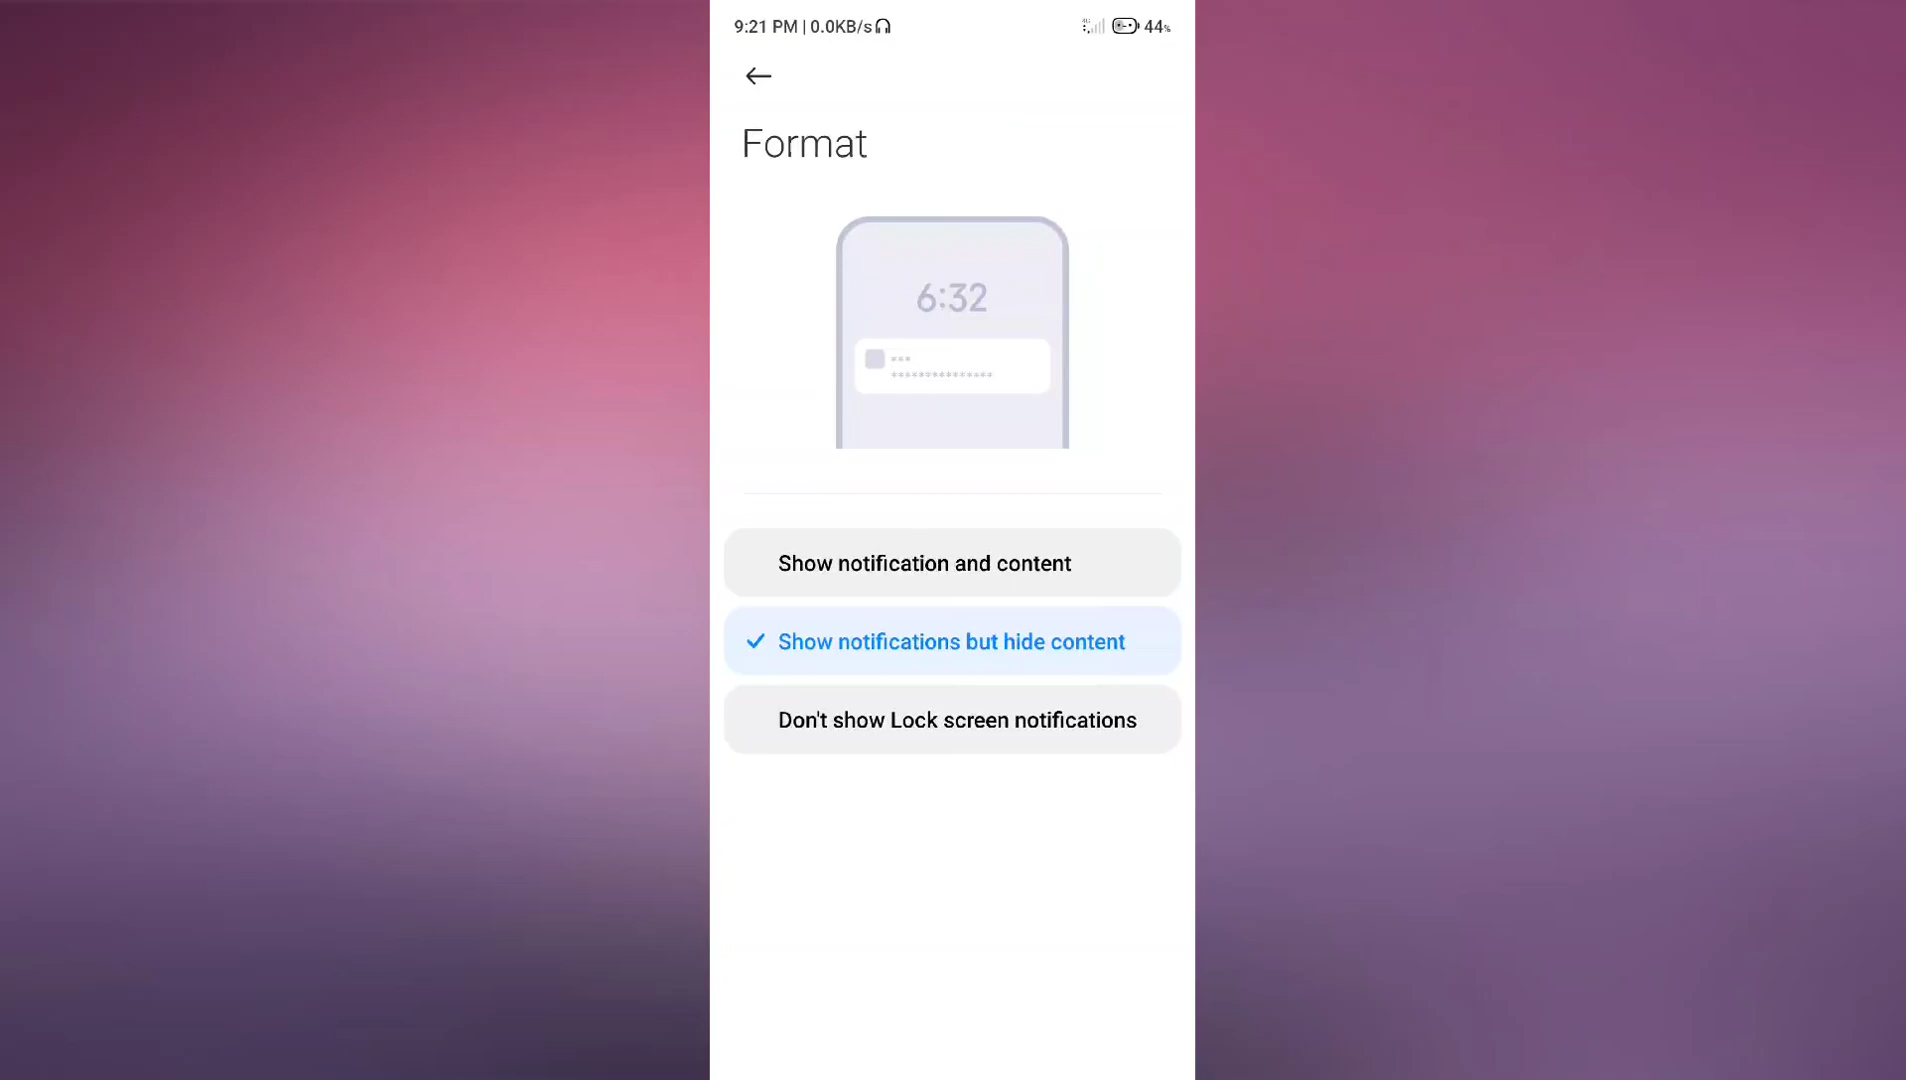 9:21 PM | 0.0KB/s 44%
Format
6:32
***
***************
Show notification and content
Show notifications but hide content
Don't show Lock screen notifications